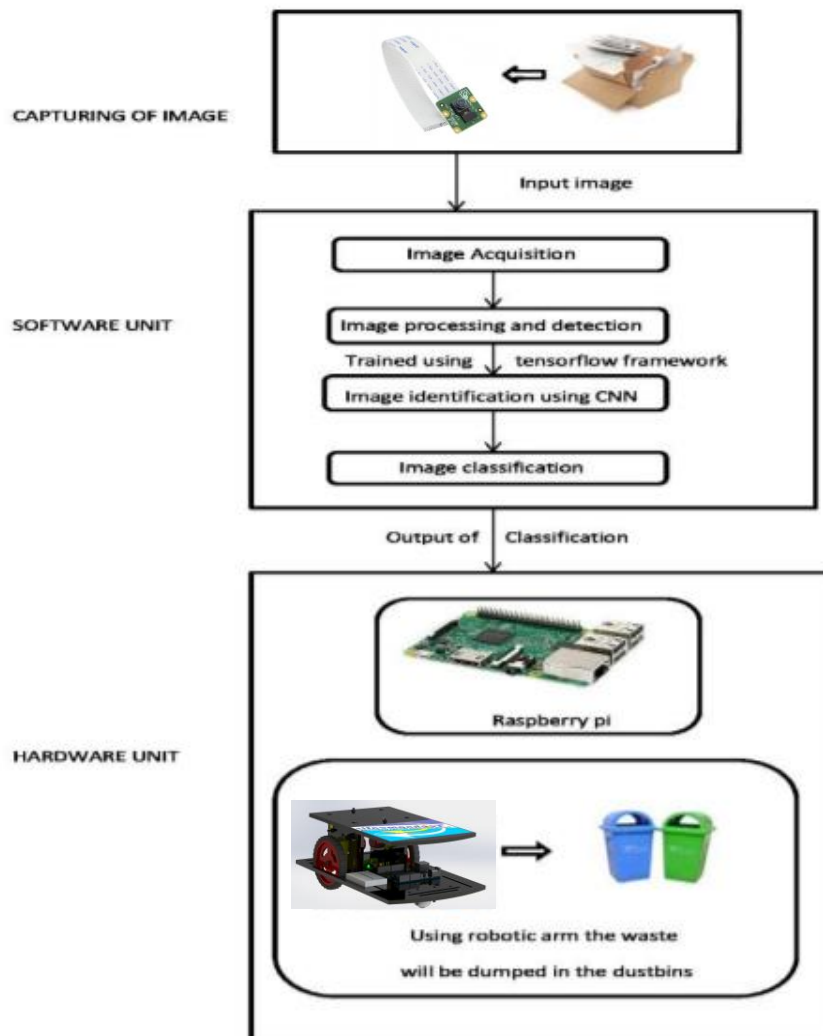 CAPTURING OF IMAGE
Input image
Image Acquisition
SOFTWARE UNIT
Image processing and detection
Trained using tensorflow framework
Image identification using CNN
Image classification
Output of Classification
Raspberry pi
HARDWARE UNIT
Using robotic arm the waste
will be dumped in the dustbins